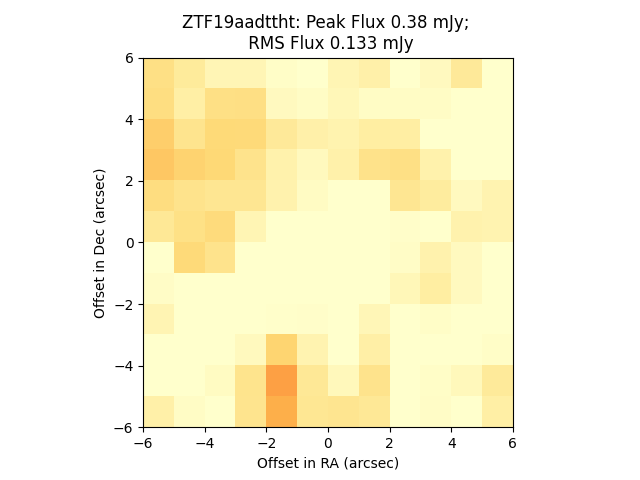 ZTF19aadttht: Peak Flux 0.38 mJy;
RMS Flux 0.133 mJy
6
4
2
0
−2
−4
−6
Offset in Dec (arcsec)
−6 −4 −2 0 2 4 6
Offset in RA (arcsec)